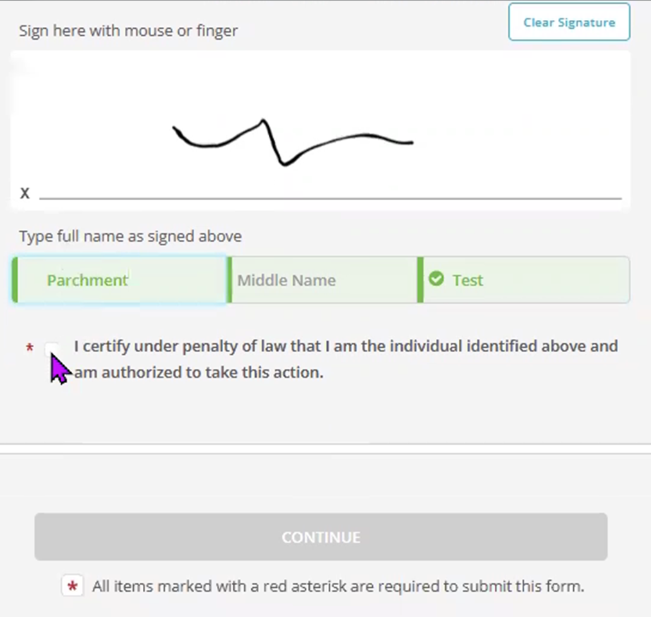 Sign here with mouse or finger
Clear Signature
X
Type full name as signed above
Parchment
Middle Name
Test
* I certify under penalty of law that I am the individual identified above and
am authorized to take this action.
CONTINUE
* All items marked with a red asterisk are required to submit this form.